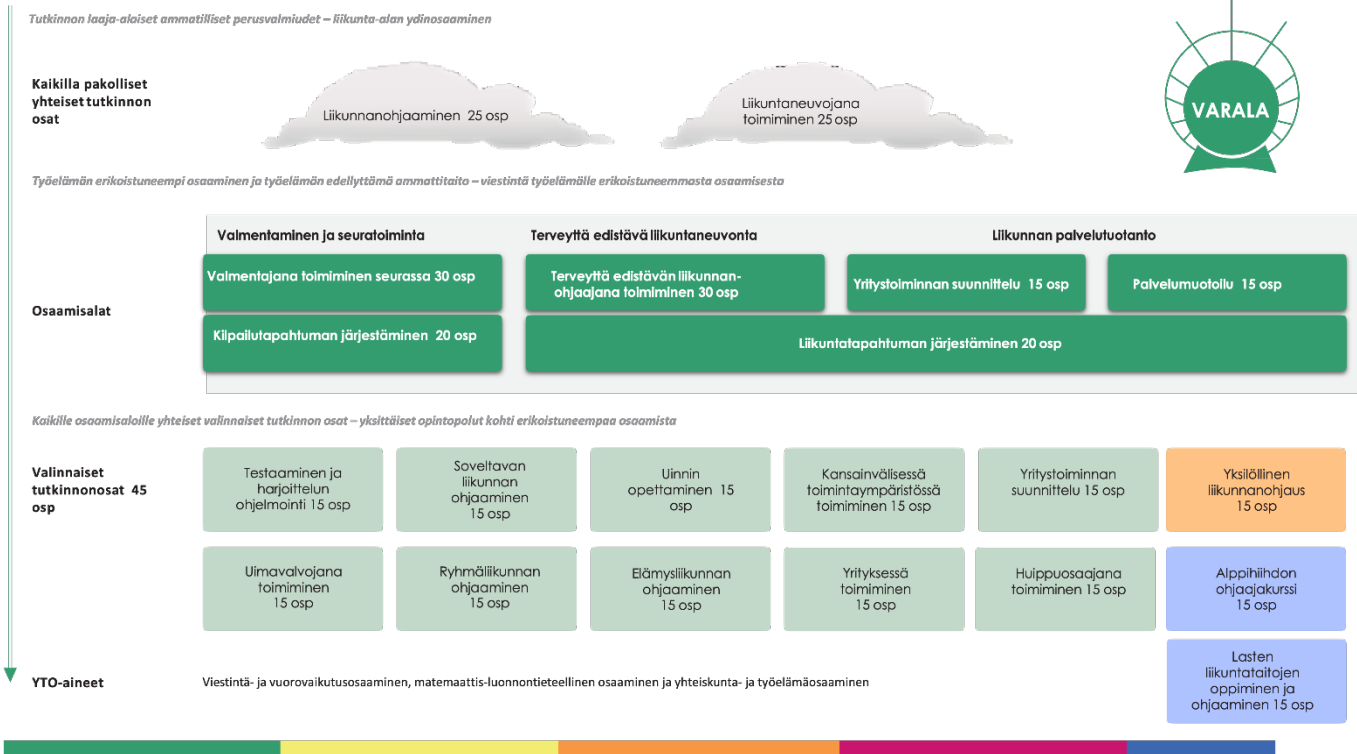 Tutkinnon laaja-alaiset ammatilliset perusvalmiudet – liikunta-alan ydinosaaminen
Kaikilla pakolliset
yhteiset tutkinnon
osat
Liikunnanohjaaminen 25 osp
Liikuntaneuvojana
toimiminen 25 osp
VARALA
Työelämän erikoistuneempi osaaminen ja työelämän edellyttämä ammattitaito – viestintä työelämälle erikoistuneemmasta osaamisesta
Valmentaminen ja seuratoiminta
Terveyttä edistävä liikuntaneuvonta
Liikunnan palvelutuotanto
Osaamisalat
Valmentajana toimiminen seurassa 30 osp
Terveyttä edistävän liikunnan-
ohjaajana toimiminen 30 osp
Yritystoiminnan suunnittelu 15 osp
Palvelumuotoilu 15 osp
Kilpailutapahtuman järjestäminen 20 osp
Liikuntatapahtuman järjestäminen 20 osp
Kaikille osaamisaloille yhteiset valinnaiset tutkinnon osat – yksittäiset opintopolut kohti erikoistuneempaa osaamista
Valinnaiset
tutkinnonosat 45
osp
Testaaminen ja
harjoittelun
ohjelmointi 15 osp
Soveltavan
liikunnan
ohjaaminen
15 osp
Uinnin
opettaminen 15
osp
Kansainvälisessä
toimintaympäristössä
toimiminen 15 osp
Yritystoiminnan
suunnittelu 15 osp
Yksilöllinen
liikunnanohjaus
15 osp
Uimavalvojana
toimiminen
15 osp
Ryhmäliikunnan
ohjaaminen
15 osp
Elämysliikunnan
ohjaaminen
15 osp
Yrityksessä
toimiminen
15 osp
Huippuosaajana
toimiminen 15 osp
Alppihiihdon
ohjaajakurssi
15 osp
YTO-aineet
Viestintä- ja vuorovaikutusosaaminen, matemaattis-luonnontieteellinen osaaminen ja yhteiskunta- ja työelämäosaaminen
Lasten
liikuntataitojen
oppiminen ja
ohjaaminen 15 osp